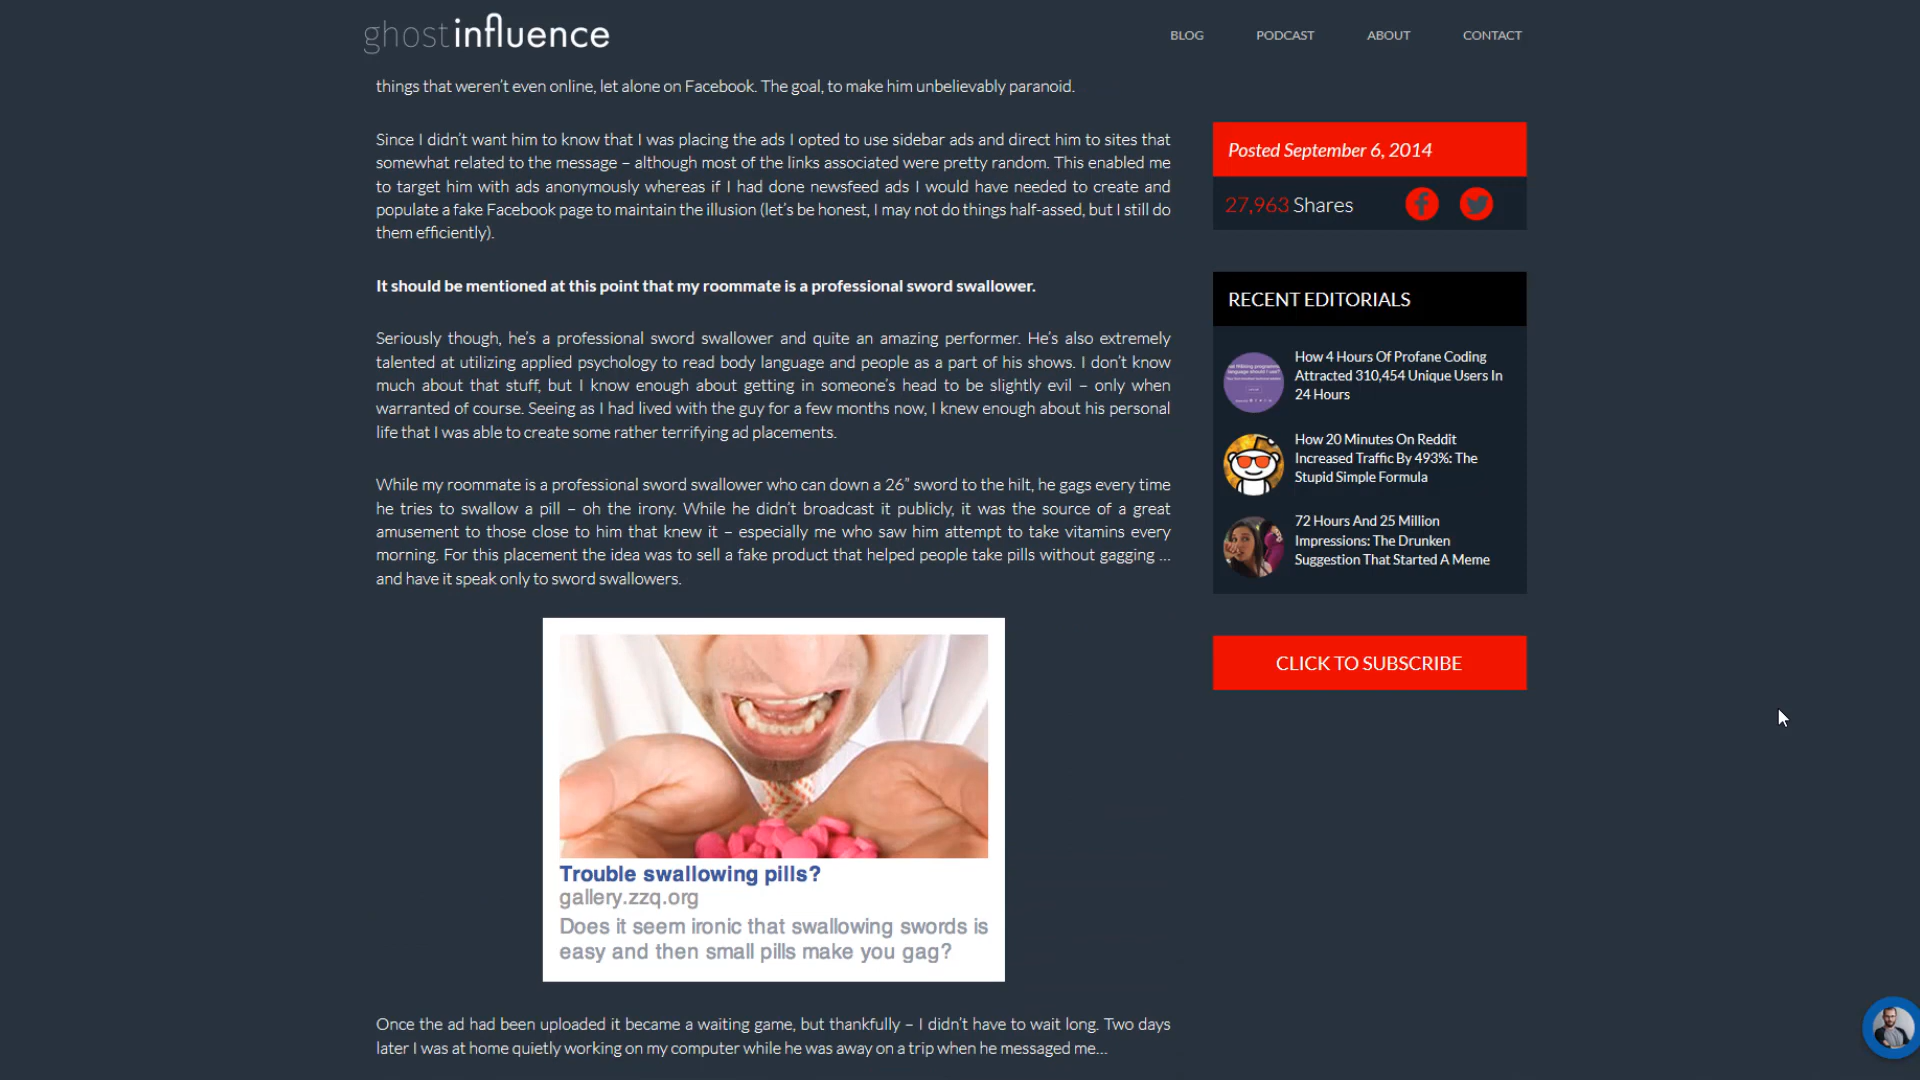 ghostinfluence
BLOG PODCAST ABOUT CONTACT
things that weren’t even online, let alone on Facebook. The goal, to make him unbelievably paranoid.
Since I didn’t want him to know that I was placing the ads I opted to use sidebar ads and direct him to sites that
somewhat related to the message – although most of the links associated were pretty random. This enabled me
to target him with ads anonymously whereas if I had done newsfeed ads I would have needed to create and
populate a fake Facebook page to maintain the illusion (let’s be honest, I may not do things half-assed, but I still do
them efficiently).
It should be mentioned at this point that my roommate is a professional sword swallower.
Seriously though, he’s a professional sword swallower and quite an amazing performer. He’s also extremely
talented at utilizing applied psychology to read body language and people as a part of his shows. I don’t know
much about that stuff, but I know enough about getting in someone’s head to be slightly evil – only when
warranted of course. Seeing as I had lived with the guy for a few months now, I knew enough about his personal
life that I was able to create some rather terrifying ad placements.
While my roommate is a professional sword swallower who can down a 26” sword to the hilt, he gags every time
he tries to swallow a pill – oh the irony. While he didn’t broadcast it publicly, it was the source of a great
amusement to those close to him that knew it – especially me who saw him attempt to take vitamins every
morning. For this placement the idea was to sell a fake product that helped people take pills without gagging …
and have it speak only to sword swallowers.
Trouble swallowing pills?
gallery.zzq.org
Does it seem ironic that swallowing swords is
easy and then small pills make you gag?
Once the ad had been uploaded it became a waiting game, but thankfully – I didn’t have to wait long. Two days
later I was at home quietly working on my computer while he was away on a trip when he messaged me…
Posted September 6, 2014
27,963 Shares
RECENT EDITORIALS
How 4 Hours Of Profane Coding
Attracted 310,454 Unique Users In
24 Hours
How 20 Minutes On Reddit
Increased Traffic By 493%: The
Stupid Simple Formula
72 Hours And 25 Million
Impressions: The Drunken
Suggestion That Started A Meme
CLICK TO SUBSCRIBE